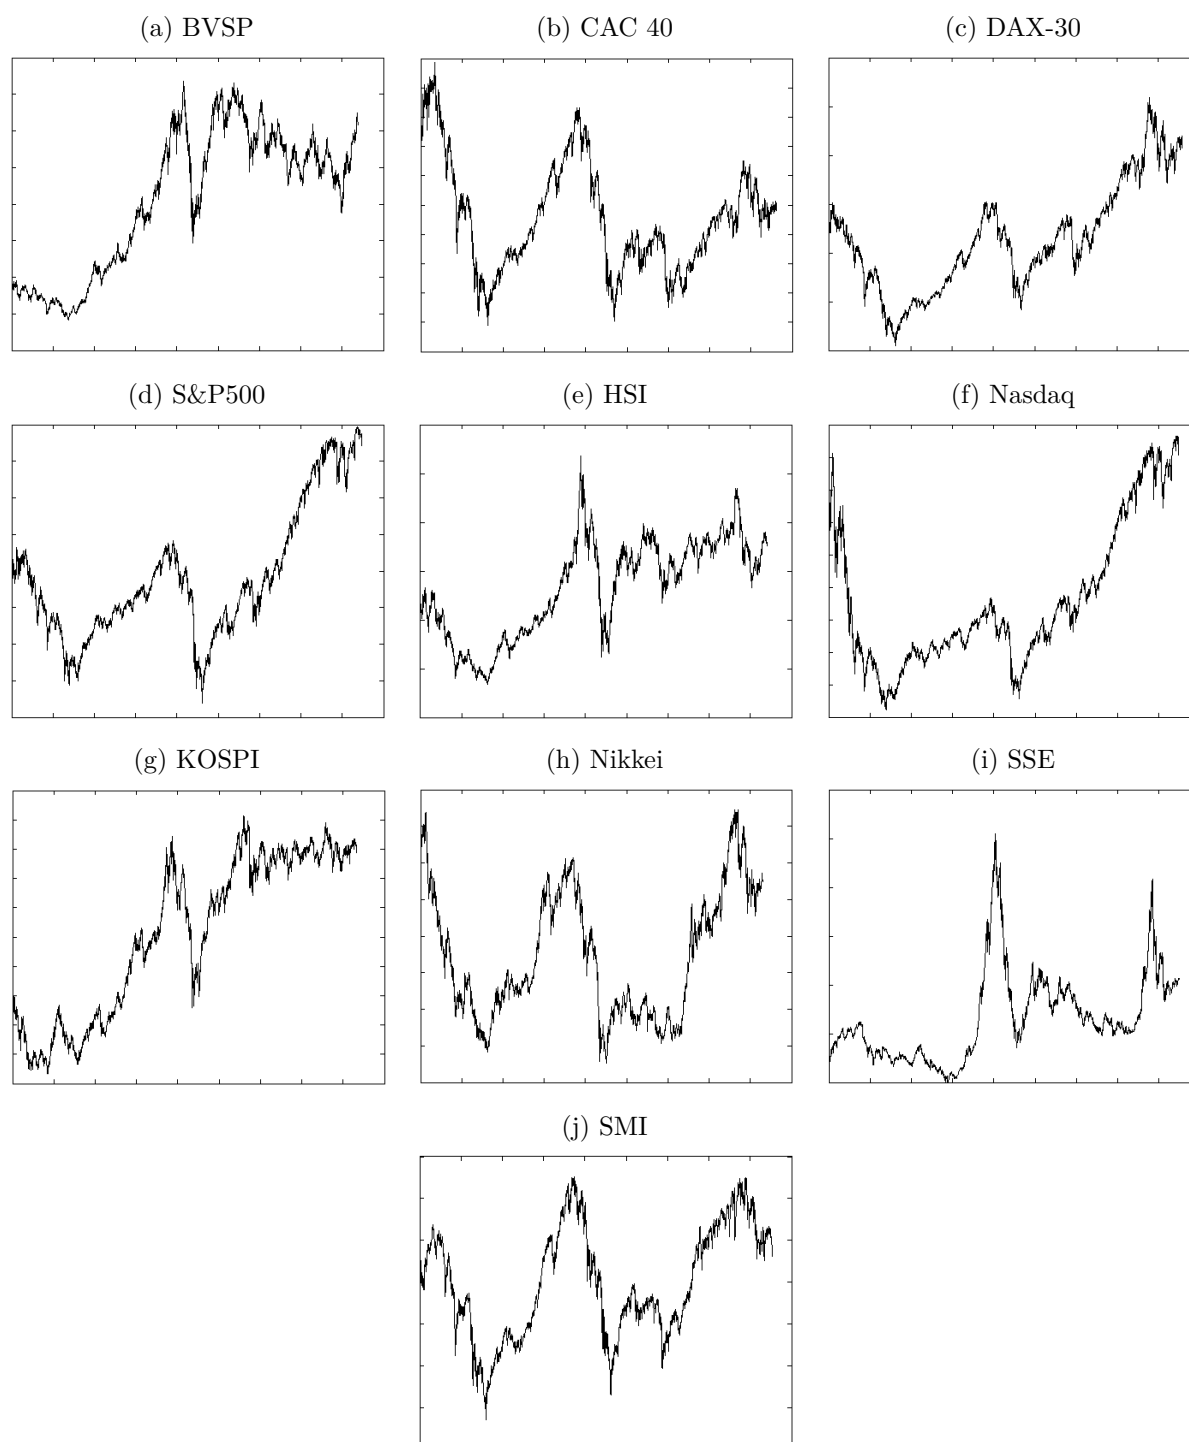 (a) BVSP
(b) CAC 40
(c) DAX-30
(d) S&P500
(e) HSI
(f) Nasdaq
(g) KOSPI
(h) Nikkei
(i) SSE
(j) SMI